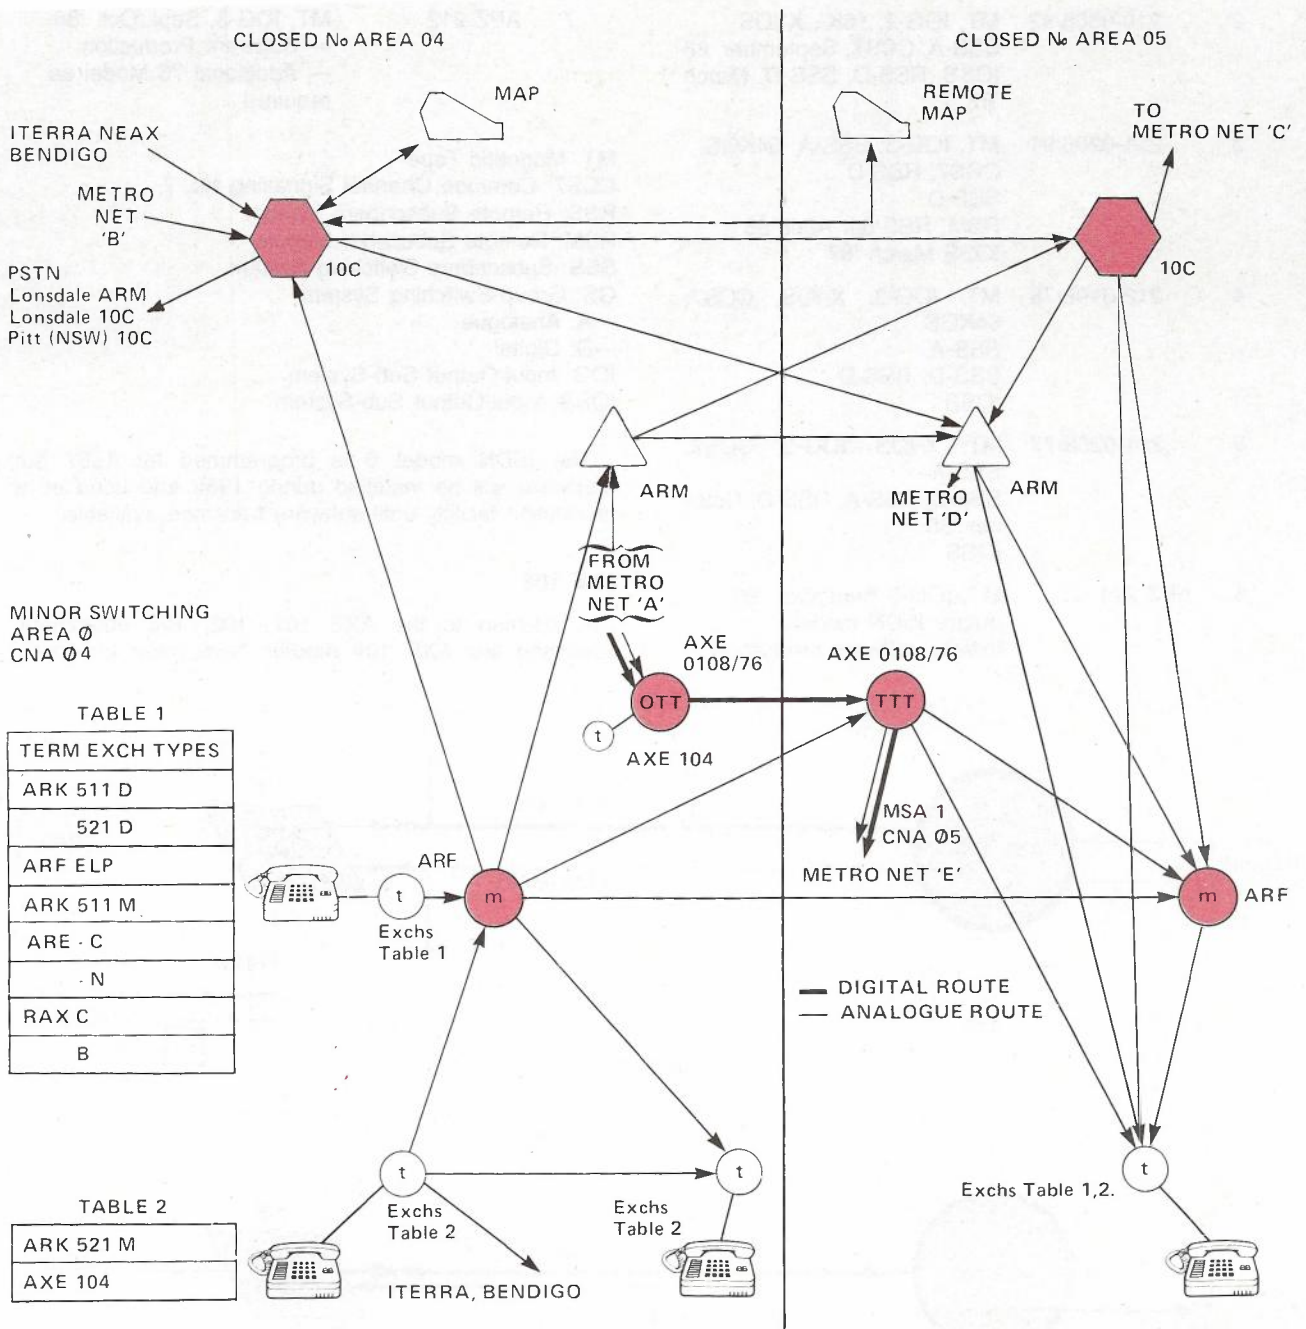 CLOSED No AREA 04
CLOSED No AREA 05
MAP
REMOTE
MAP
TO
METRO NET 'C'
ITERRA NEAX
BENDIGO
METRO
NET
'B'
10C
10C
PSTN
Lonsdale ARM
Lonsdale 10C
Pitt (NSW) 10C
ARM
ARM
METRO
NET 'D'
FROM
METRO
NET 'A'
MINOR SWITCHING
AREA Ø
CNA Ø4
AXE
0108/76
AXE 0108/76
OTT
TTT
t
AXE 104
TABLE 1
TERM EXCH TYPES
ARK 511 D
521 D
ARF ELP
ARK 511 M
ARE - C
- N
RAX C
B
MSA 1
CNA Ø5
METRO NET 'E'
ARF
t
m
m
ARF
Exchs
Table 1
DIGITAL ROUTE
ANALOGUE ROUTE
t
t
t
Exchs
Table 2
Exchs
Table 2
Exchs Table 1,2.
TABLE 2
ARK 521 M
AXE 104
ITERRA, BENDIGO